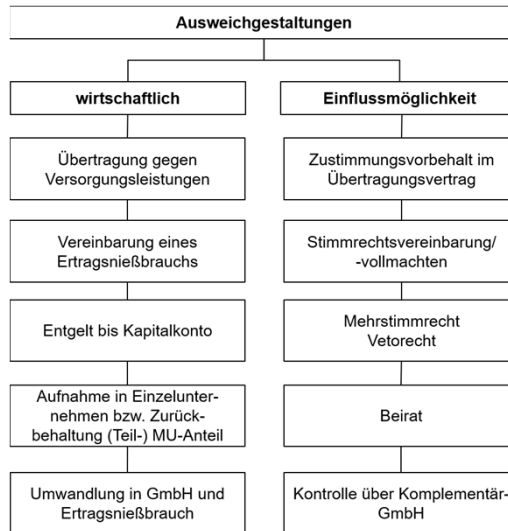 Ausweichgestaltungen
wirtschaftlich
Übertragung gegen
Versorgungsleistungen
Vereinbarung eines
Ertragsnießbrauchs
Entgelt bis Kapitalkonto
Aufnahme in Einzelunter-
nehmen bzw. Zurück-
behaltung (Teil-) MU-Anteil
Umwandlung in GmbH und
Ertragsnießbrauch
Einflussmöglichkeit
Zustimmungsvorbehalt im
Übertragungsvertrag
Stimmrechtsvereinbarung/
-vollmachten
Mehrstimmrecht
Vetorecht
Beirat
Kontrolle über Komplementär-
GmbH